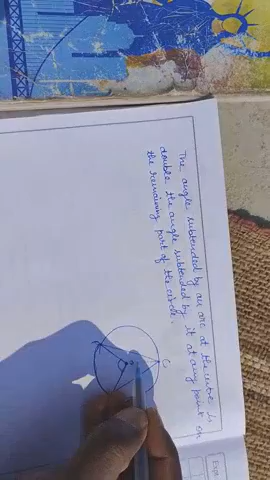 The angle subtended by an arc at the centre is
double the angle subtended by it at any point on
the remaining part of the circle.
C
Expe